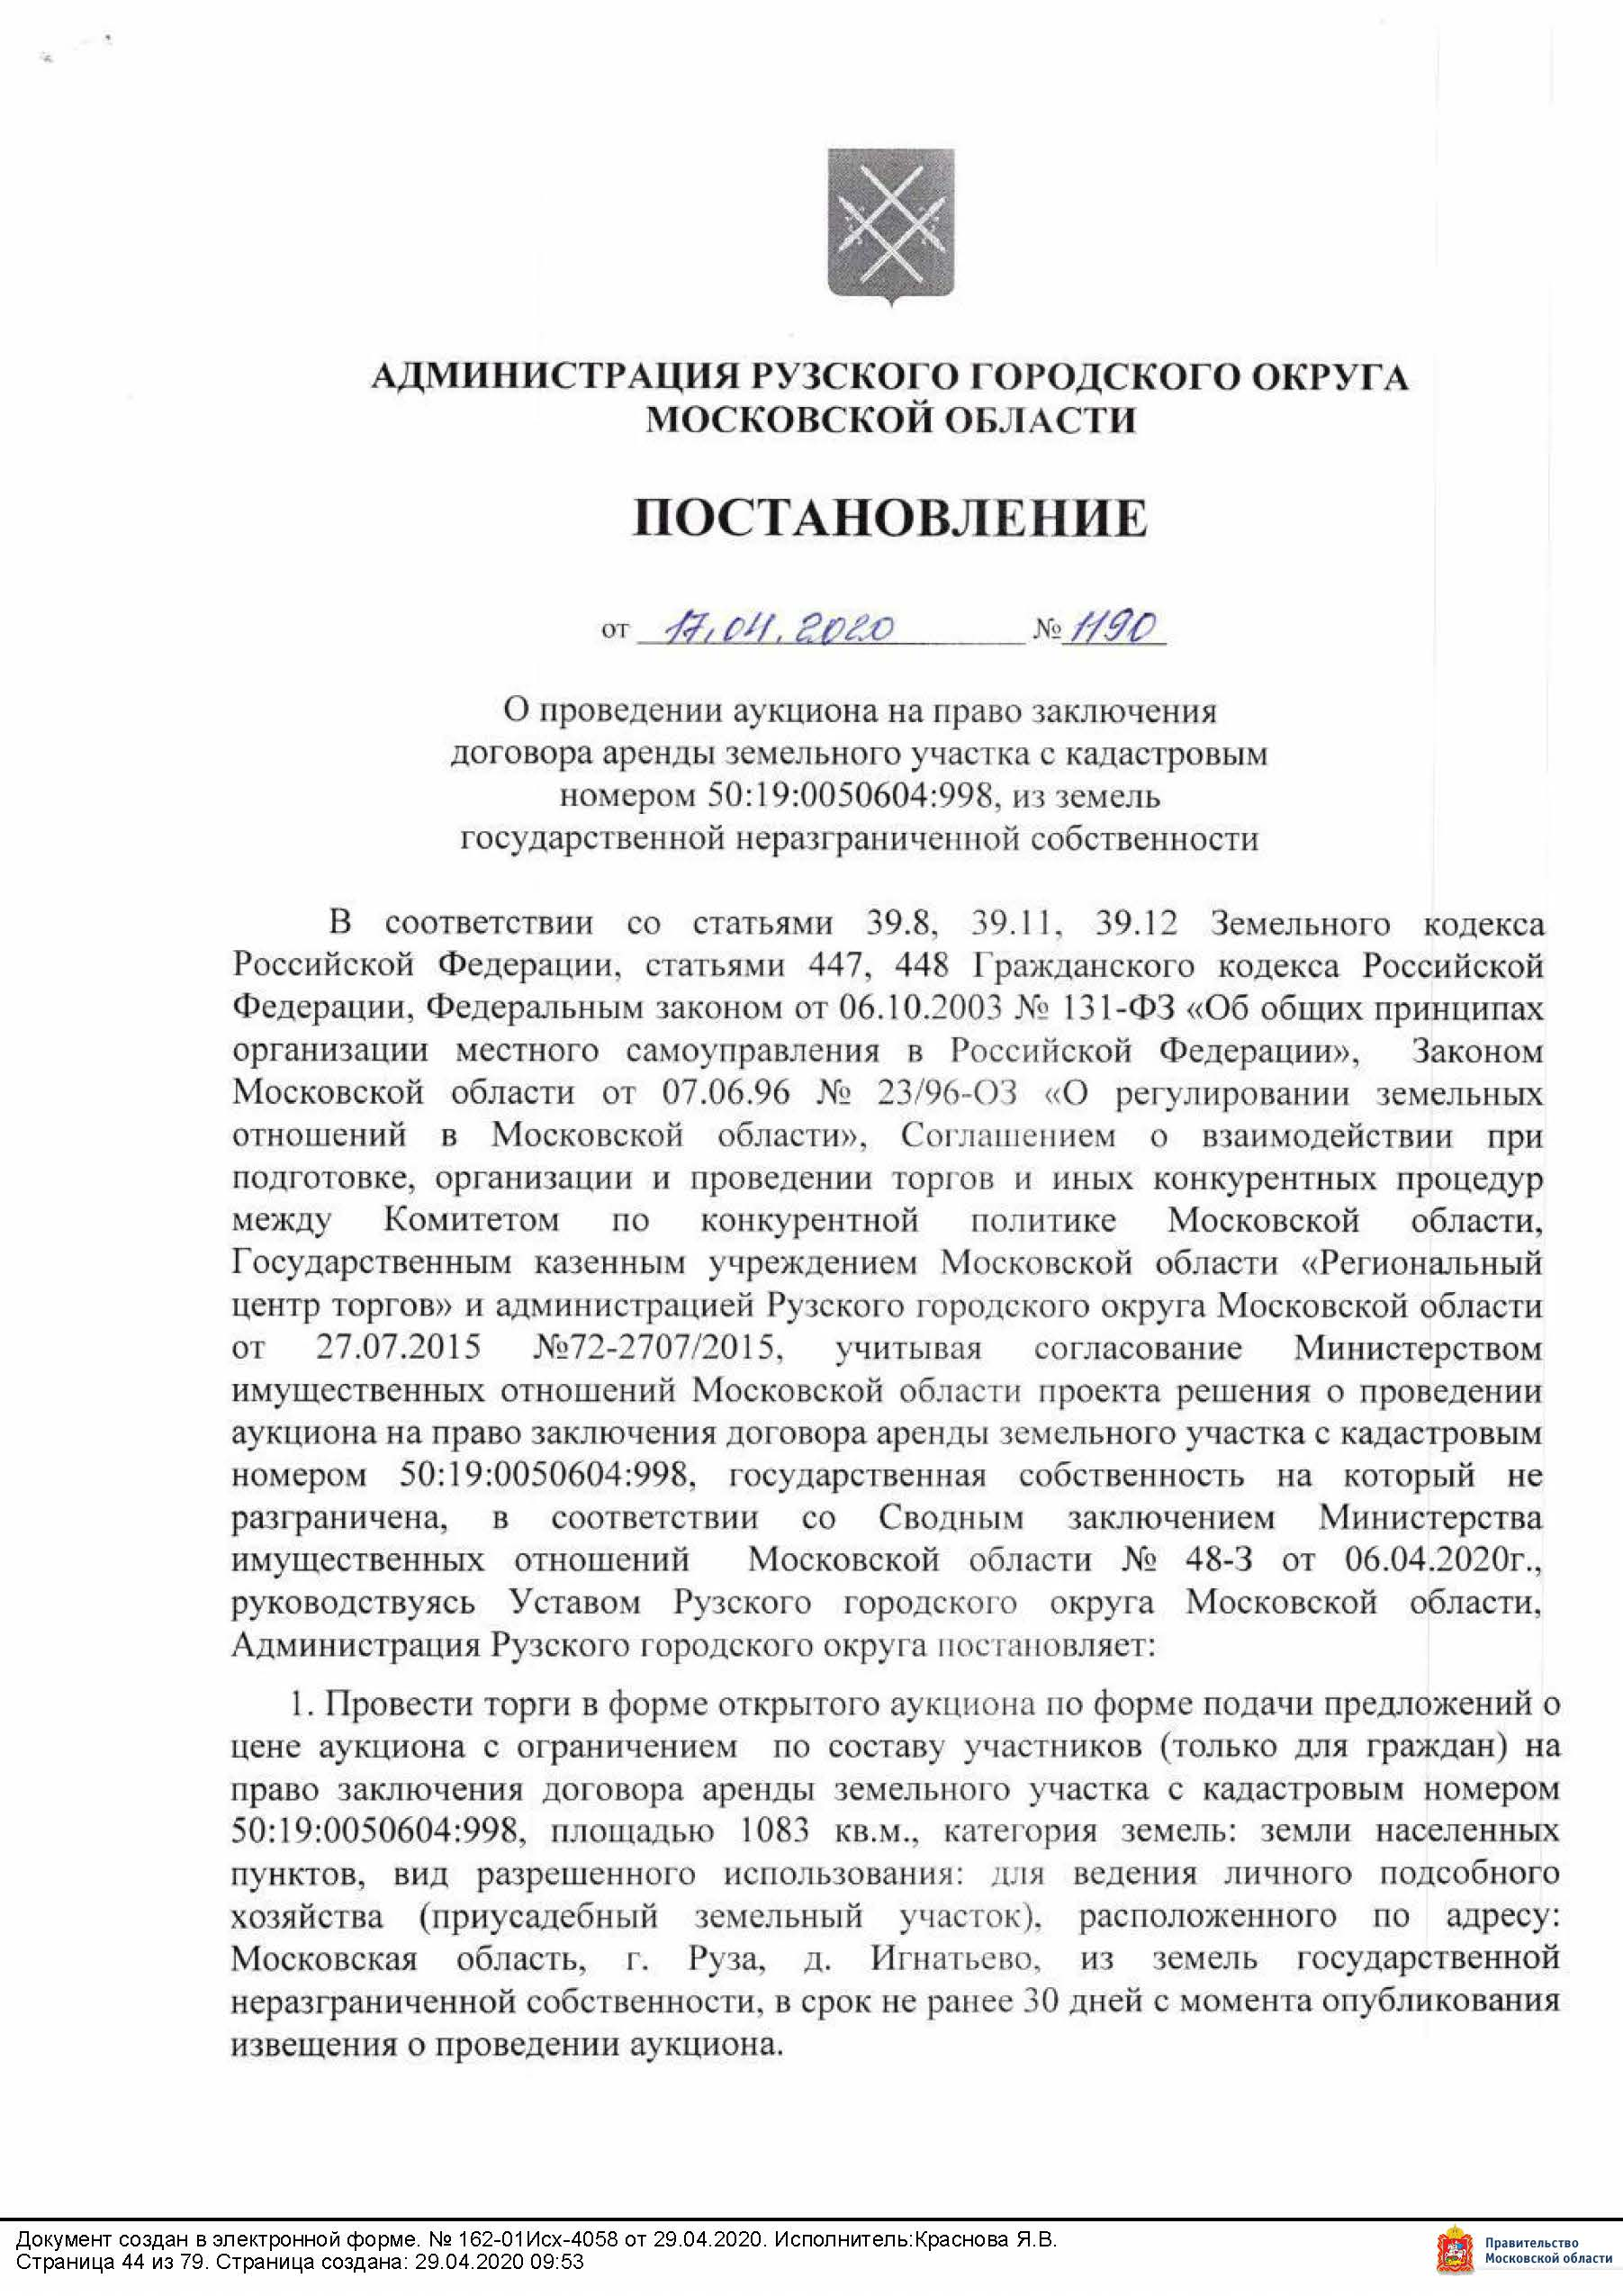 АДМИНИСТРАЦИЯ РУЗСКОГО ГОРОДСКОГО ОКРУГА
МОСКОВСКОЙ ОБЛАСТИ
ПОСТАНОВЛЕНИЕ
от 17.04.2020 № 1190
О проведении аукциона на право заключения
договора аренды земельного участка с кадастровым
номером 50:19:0050604:998, из земель
государственной неразграниченной собственности
В соответствии со статьями 39.8, 39.11, 39.12 Земельного кодекса
Российской Федерации, статьями 447, 448 Гражданского кодекса Российской
Федерации, Федеральным законом от 06.10.2003 № 131-ФЗ «Об общих принципах
организации местного самоуправления в Российской Федерации», Законом
Московской области от 07.06.96 № 23/96-ОЗ «О регулировании земельных
отношений в Московской области», Соглашением о взаимодействии при
подготовке, организации и проведении торгов и иных конкурентных процедур
между Комитетом по конкурентной политике Московской области,
Государственным казенным учреждением Московской области «Региональный
центр торгов» и администрацией Рузского городского округа Московской области
от 27.07.2015 №72-2707/2015, учитывая согласование Министерством
имущественных отношений Московской области проекта решения о проведении
аукциона на право заключения договора аренды земельного участка с кадастровым
номером 50:19:0050604:998, государственная собственность на который не
разграничена, в соответствии со Сводным заключением Министерства
имущественных отношений Московской области № 48-З от 06.04.2020г.,
руководствуясь Уставом Рузского городского округа Московской области,
Администрация Рузского городского округа постановляет:
1. Провести торги в форме открытого аукциона по форме подачи предложений о
цене аукциона с ограничением по составу участников (только для граждан) на
право заключения договора аренды земельного участка с кадастровым номером
50:19:0050604:998, площадью 1083 кв.м., категория земель: земли населенных
пунктов, вид разрешенного использования: для ведения личного подсобного
хозяйства (приусадебный земельный участок), расположенного по адресу:
Московская область, г. Руза, д. Игнатьево, из земель государственной
неразграниченной собственности, в срок не ранее 30 дней с момента опубликования
извещения о проведении аукциона.
Документ создан в электронной форме. № 162-01Исх-4058 от 29.04.2020. Исполнитель:Краснова Я.В.
Страница 44 из 79. Страница создана: 29.04.2020 09:53
Правительство
Московской области